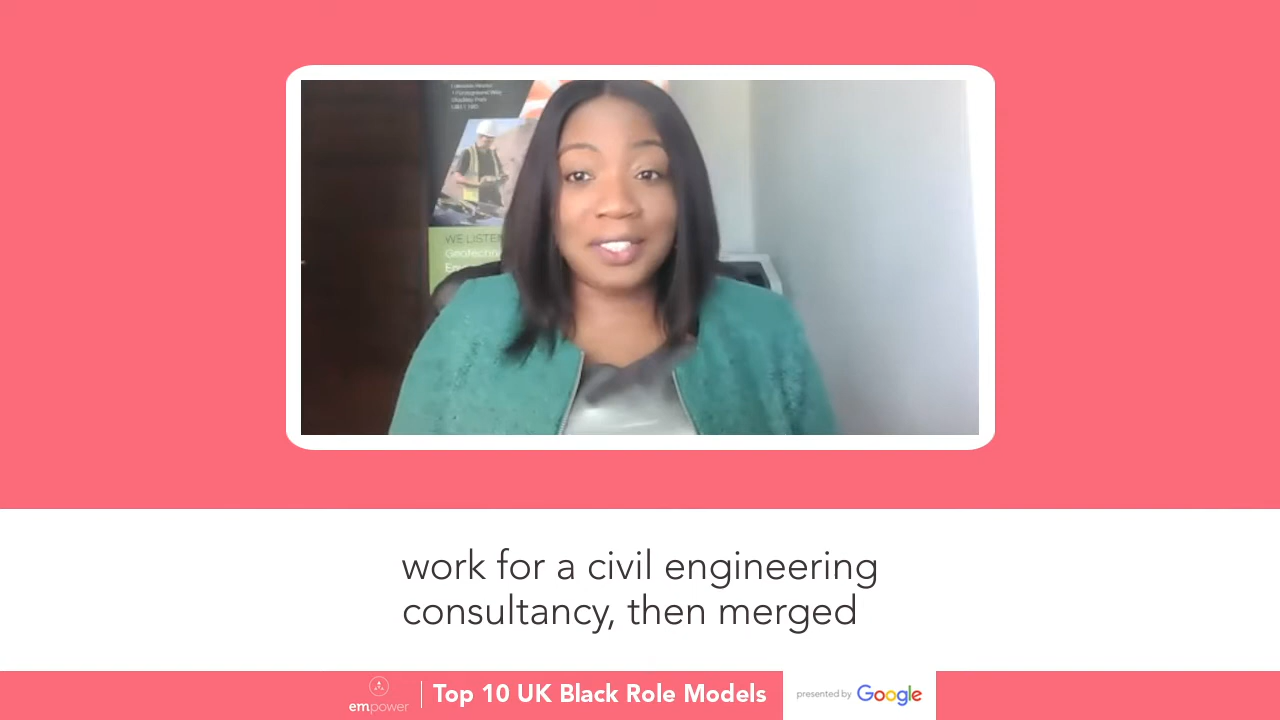 WE LISTEN
work for a civil engineering
consultancy, then merged
empower
Top 10 UK Black Role Models
presented by Google